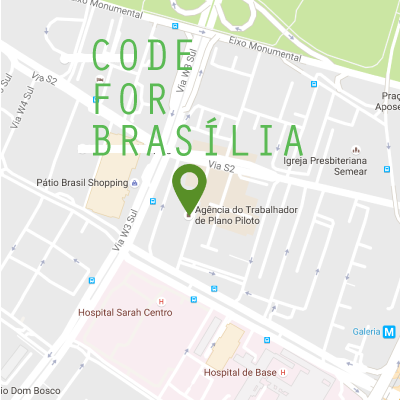 Eixo Monumental
Eixo Monumental
CODE
FOR
BRASÍLIA
Via W3 Sul
Via W4 Sul
Via S2
Praç
Apose
Igreja Presbiteriana
Semear
Via S2
Pátio Brasil Shopping
Agência do Trabalhador
de Plano Piloto
Via W3 Sul
Hospital Sarah Centro
H
Galeria
M
Hospital de Base
H
io Dom Bosco